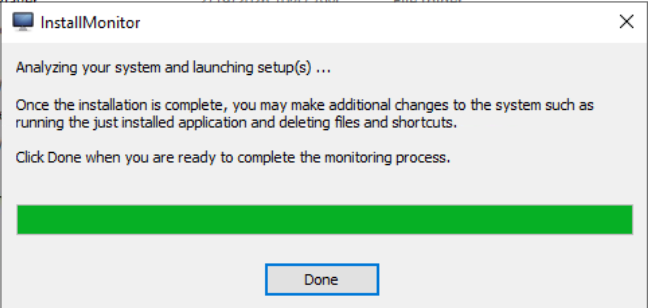 InstallMonitor
Analyzing your system and launching setup(s) ...
Once the installation is complete, you may make additional changes to the system such as
running the just installed application and deleting files and shortcuts.
Click Done when you are ready to complete the monitoring process.
Done